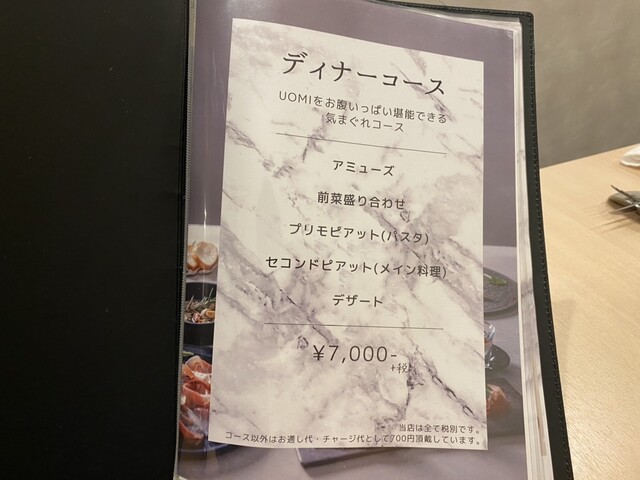 ディナーコース
UOMIをお腹いっぱい堪能できる
気まぐれコース
アミューズ
前菜盛り合わせ
プリモピアット(パスタ)
セコンドピアット(メイン料理)
デザート
¥7,000-
+税
当店は全て税別です。
コース以外はお通し代・チャージ代として700円頂戴しています。